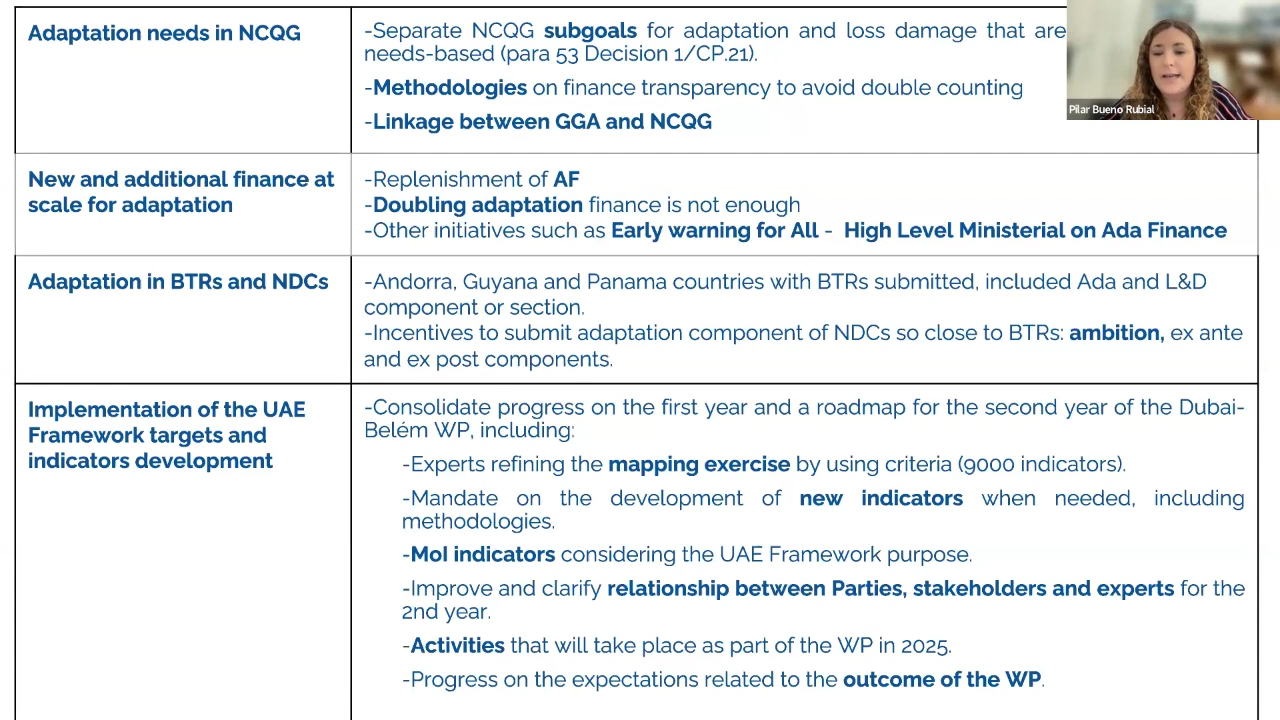 Adaptation needs in NCQG
-Separate NCQG subgoals for adaptation and loss damage that are
needs-based (para 53 Decision 1/CP.21).
-Methodologies on finance transparency to avoid double counting
-Linkage between GGA and NCQG
Pilar Bueno Rubial
New and additional finance at
scale for adaptation
-Replenishment of AF
-Doubling adaptation finance is not enough
-Other initiatives such as Early warning for All - High Level Ministerial on Ada Finance
Adaptation in BTRs and NDCs
-Andorra, Guyana and Panama countries with BTRs submitted, included Ada and L&D
component or section.
-Incentives to submit adaptation component of NDCs so close to BTRs: ambition, ex ante
and ex post components.
Implementation of the UAE
Framework targets and
indicators development
-Consolidate progress on the first year and a roadmap for the second year of the Dubai-
Belém WP, including:
-Experts refining the mapping exercise by using criteria (9000 indicators).
-Mandate on the development of new indicators when needed, including
methodologies.
-MoI indicators considering the UAE Framework purpose.
-Improve and clarify relationship between Parties, stakeholders and experts for the
2nd year.
-Activities that will take place as part of the WP in 2025.
-Progress on the expectations related to the outcome of the WP.